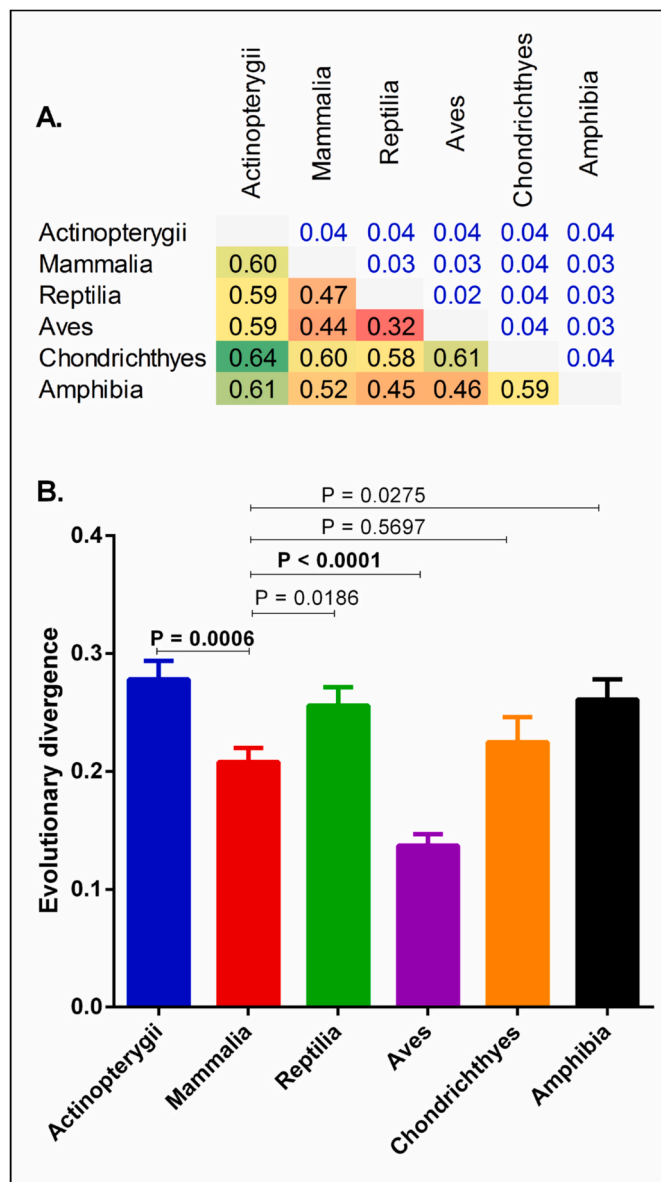 A.
Actinopterygii Mammalia Reptilia Aves Chondrichthyes Amphibia
Actinopterygii 0.04 0.04 0.04 0.04 0.04
Mammalia 0.60 0.03 0.03 0.04 0.03
Reptilia 0.59 0.47 0.02 0.04 0.03
Aves 0.59 0.44 0.32 0.04 0.03
Chondrichthyes 0.64 0.60 0.58 0.61 0.04
Amphibia 0.61 0.52 0.45 0.46 0.59
B.
P = 0.0275
P = 0.5697
P < 0.0001
P = 0.0186
P = 0.0006
Evolutionary divergence
0.4
0.3
0.2
0.1
0.0
Actinopterygii Mammalia Reptilia Aves Chondrichthyes Amphibia